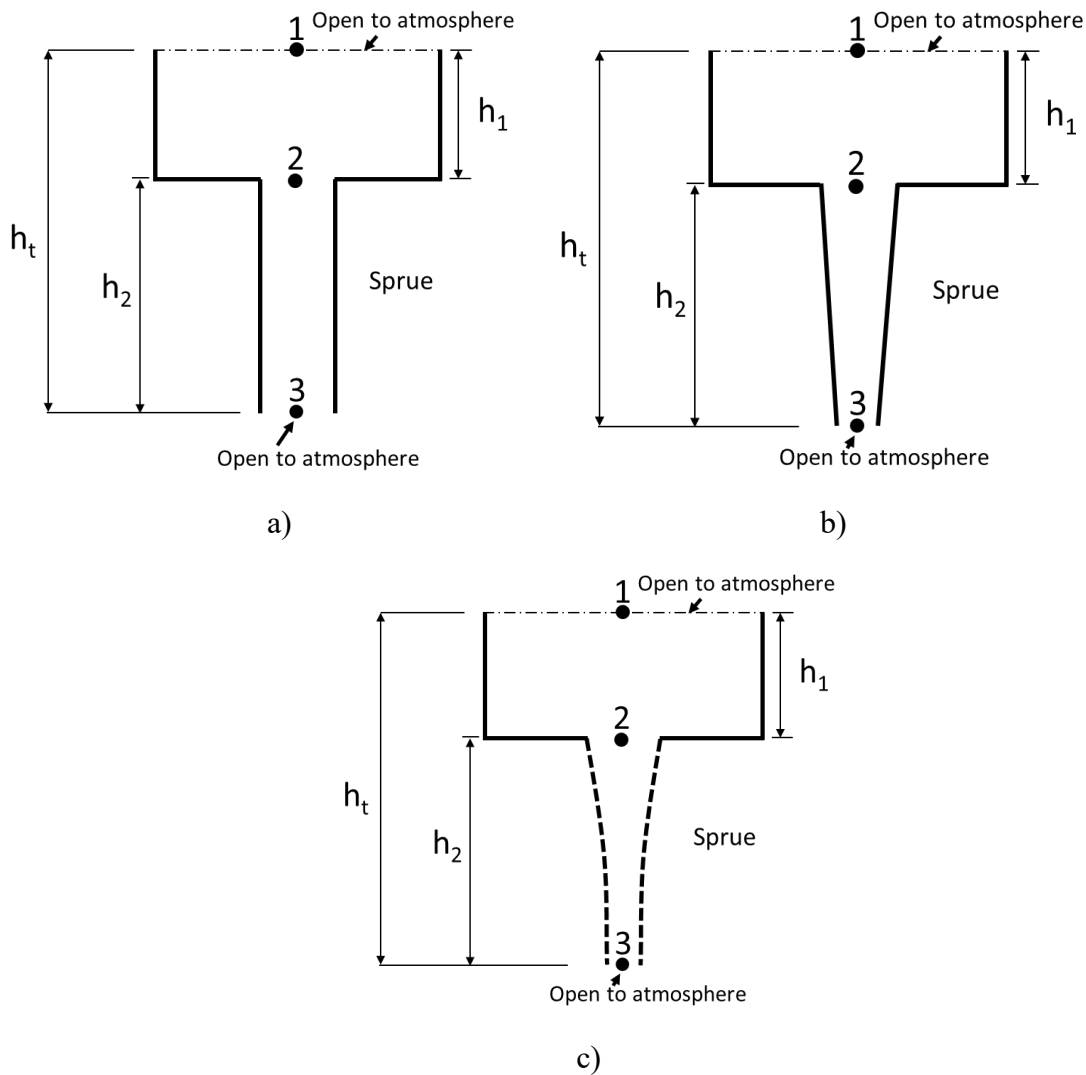 1 Open to atmosphere
h1
2
ht
h2
Sprue
3
Open to atmosphere
a)
1 Open to atmosphere
h1
2
ht
h2
Sprue
3
Open to atmosphere
b)
1 Open to atmosphere
h1
2
ht
h2
Sprue
3
Open to atmosphere
c)